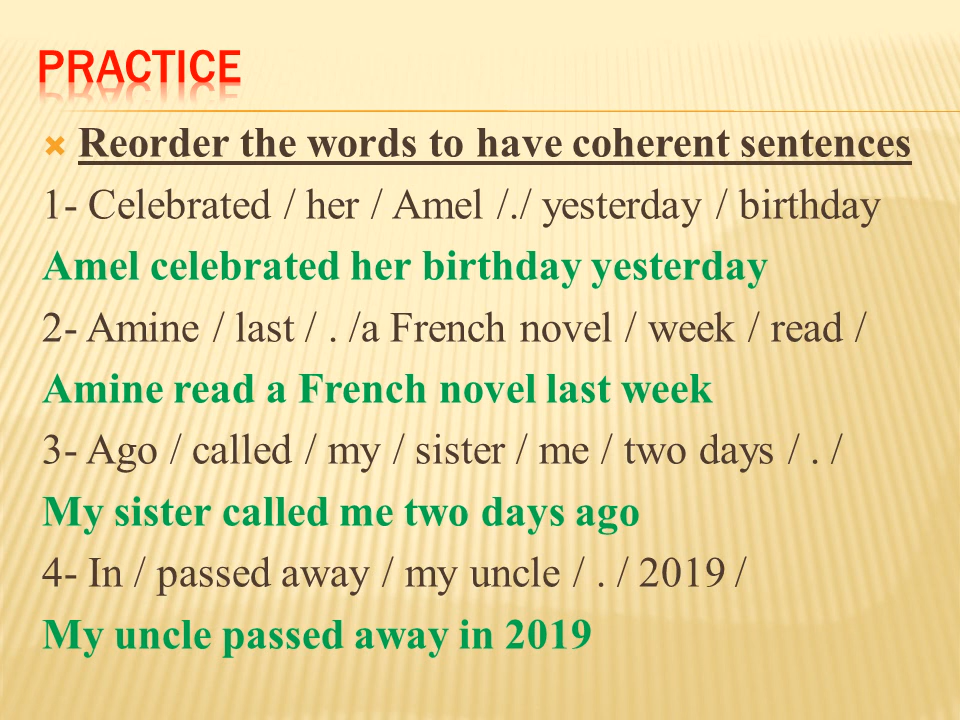 PRACTICE
Reorder the words to have coherent sentences
1- Celebrated / her / Amel /./ yesterday / birthday
Amel celebrated her birthday yesterday
2- Amine / last / . /a French novel / week / read /
Amine read a French novel last week
3- Ago / called / my / sister / me / two days / . /
My sister called me two days ago
4- In / passed away / my uncle / . / 2019 /
My uncle passed away in 2019